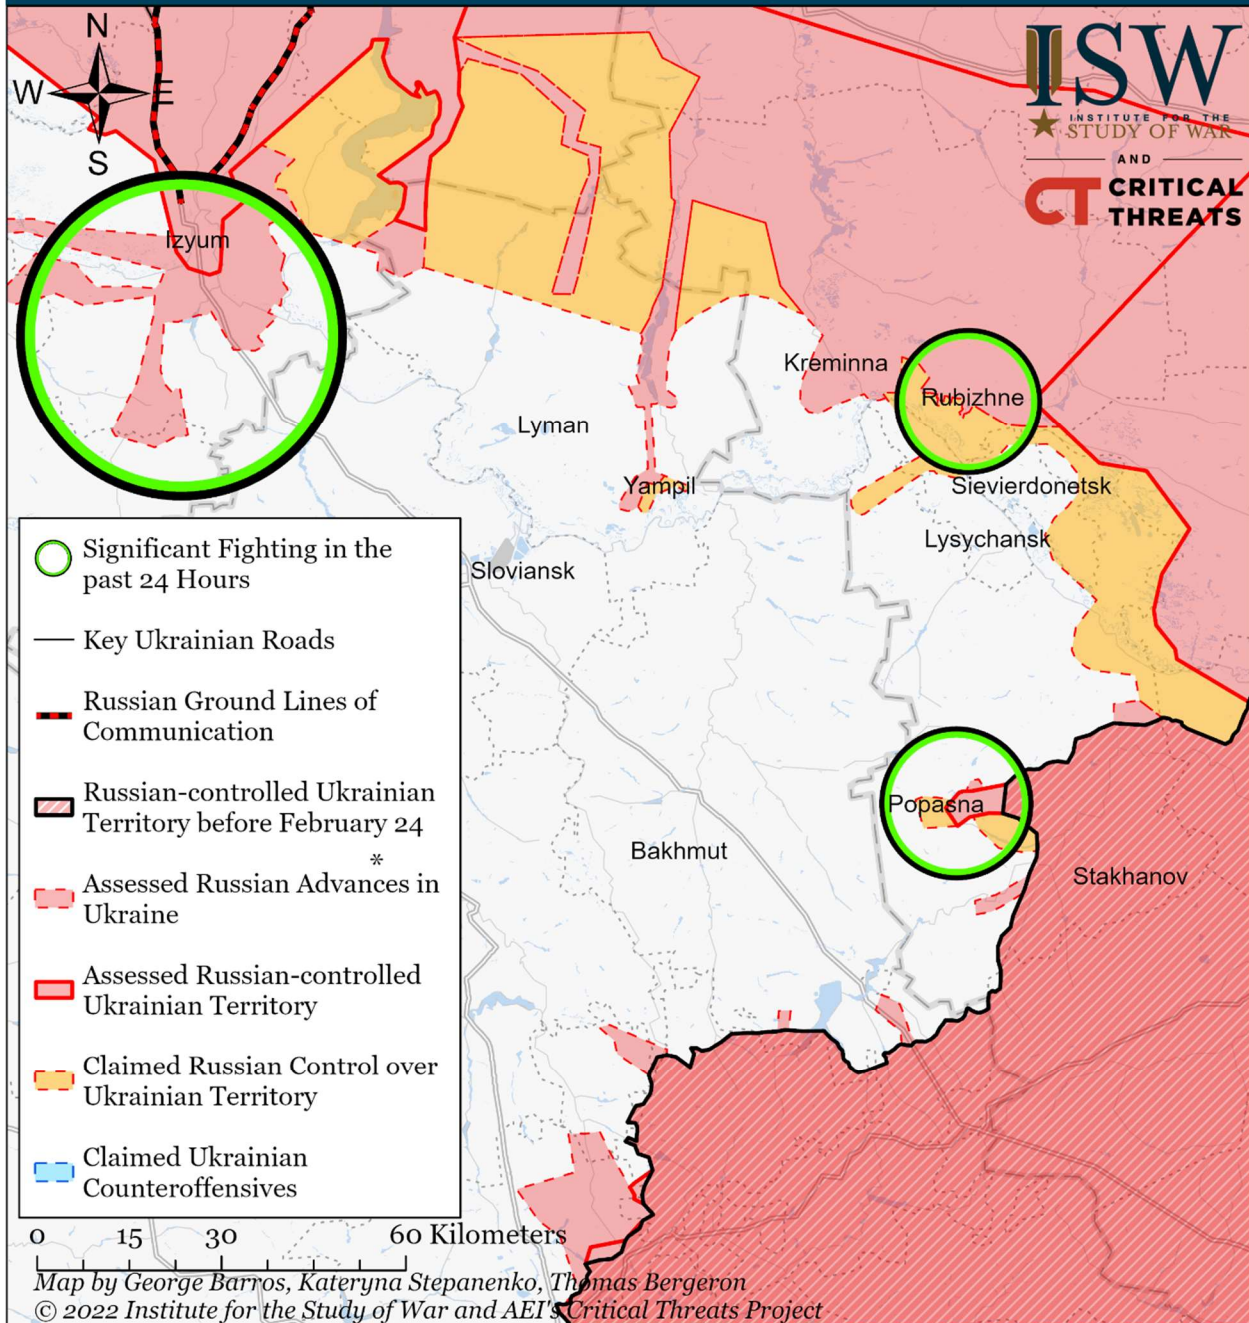 N
W
E
S
ISW
INSTITUTE FOR THE
STUDY OF WAR
AND
CT CRITICAL
THREATS
Izyum
Kreminna
Rubizhne
Lyman
Yampil
Sievierdonetsk
Lysychansk
Sloviansk
Popasna
Bakhmut
Stakhanov
Significant Fighting in the
past 24 Hours
Key Ukrainian Roads
Russian Ground Lines of
Communication
Russian-controlled Ukrainian
Territory before February 24
*
Assessed Russian Advances in
Ukraine
Assessed Russian-controlled
Ukrainian Territory
Claimed Russian Control over
Ukrainian Territory
Claimed Ukrainian
Counteroffensives
0 15 30 60 Kilometers
Map by George Barros, Kateryna Stepanenko, Thomas Bergeron
© 2022 Institute for the Study of War and AEI's Critical Threats Project